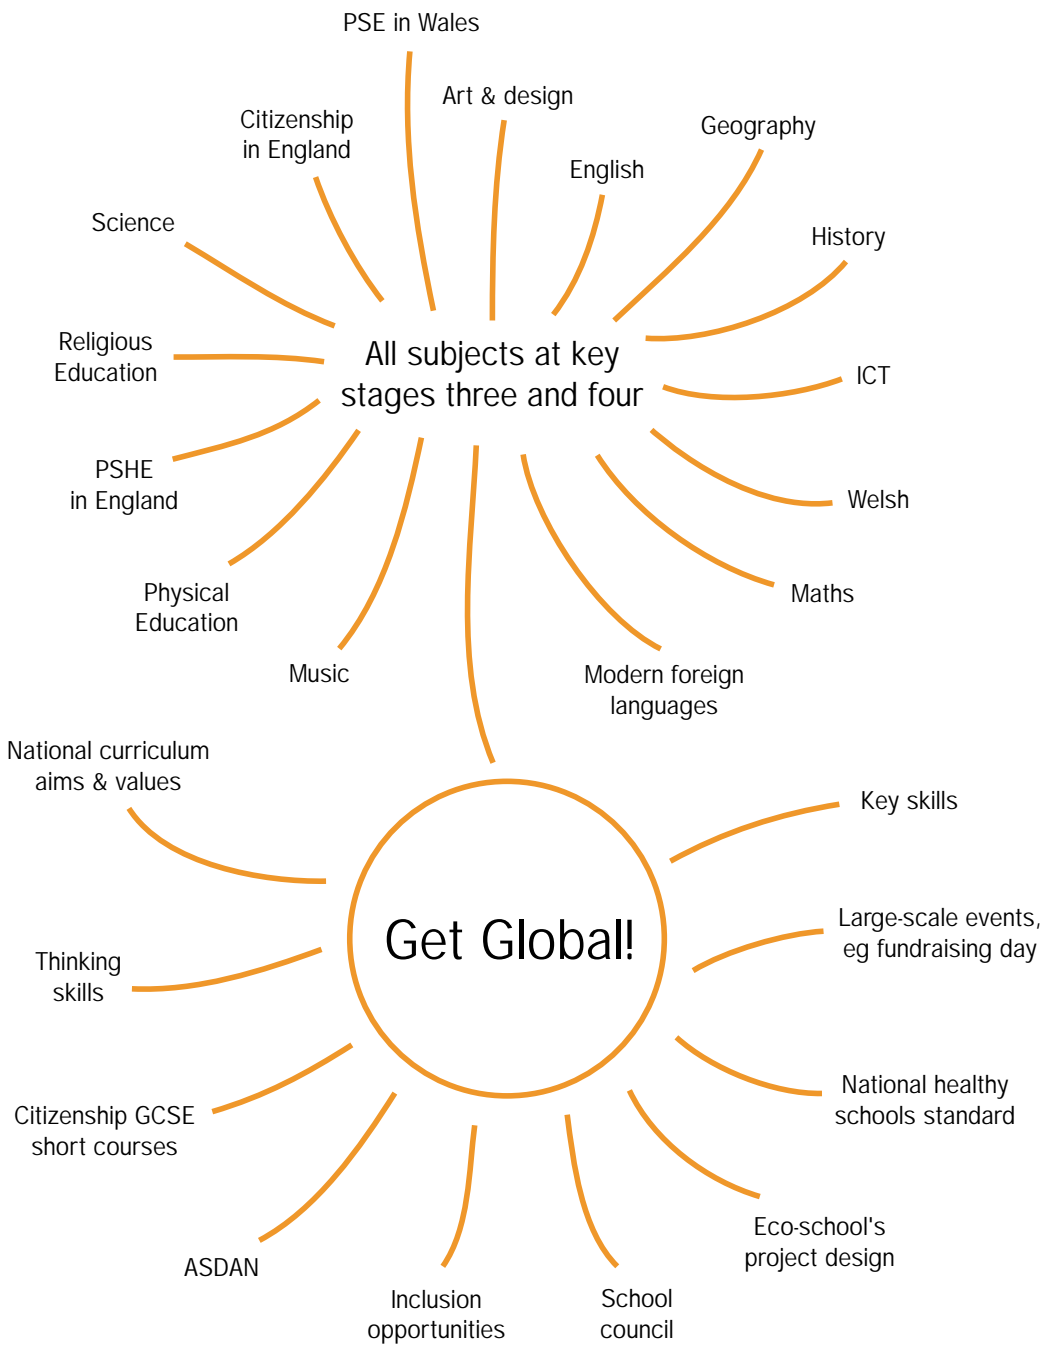 PSE in Wales
Art & design
Citizenship
in England
Geography
English
Science
History
Religious
Education
All subjects at key
stages three and four
ICT
PSHE
in England
Welsh
Physical
Education
Maths
Music
Modern foreign
languages
National curriculum
aims & values
Key skills
Get Global!
Large-scale events,
eg fundraising day
Thinking
skills
National healthy
schools standard
Citizenship GCSE
short courses
Eco-school's
project design
ASDAN
Inclusion
opportunities
School
council